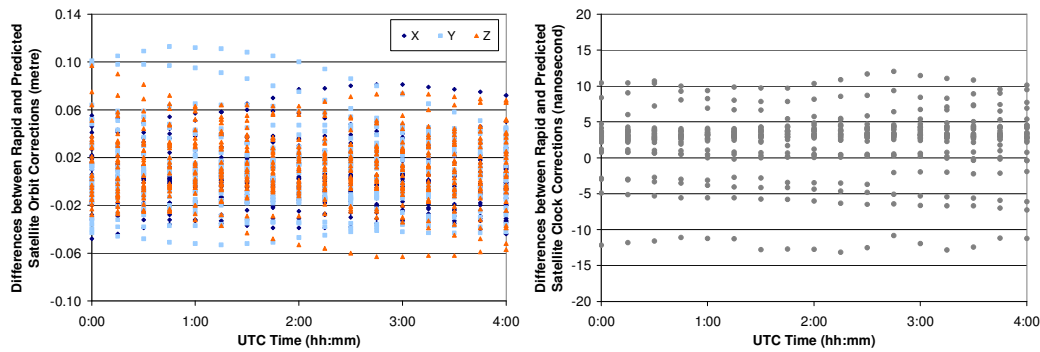 Differences between Rapid and Predicted
Satellite Orbit Corrections (metre)
0.14
0.10
0.06
0.02
-0.02
-0.06
-0.10
X Y Z
0:00 1:00 2:00 3:00 4:00
UTC Time (hh:mm)
Differences between Rapid and Predicted
Satellite Clock Corrections (nanosecond)
20
15
10
5
0
-5
-10
-15
-20
0:00 1:00 2:00 3:00 4:00
UTC Time (hh:mm)